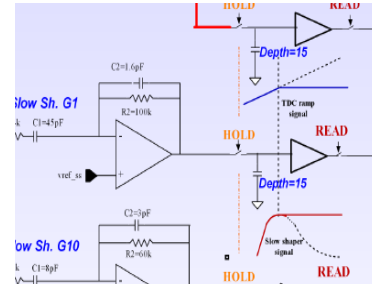 HOLD
READ
Depth=15
C2=1.6pF
Slow Sh. G1
R2=100k
TDC ramp
signal
k
C1=45pF
HOLD
READ
-
vref_ss
+
Depth=15
C2=3pF
Slow shaper
signal
ow Sh. G10
R2=60k
k
C1=8pF
HOLD
READ
-